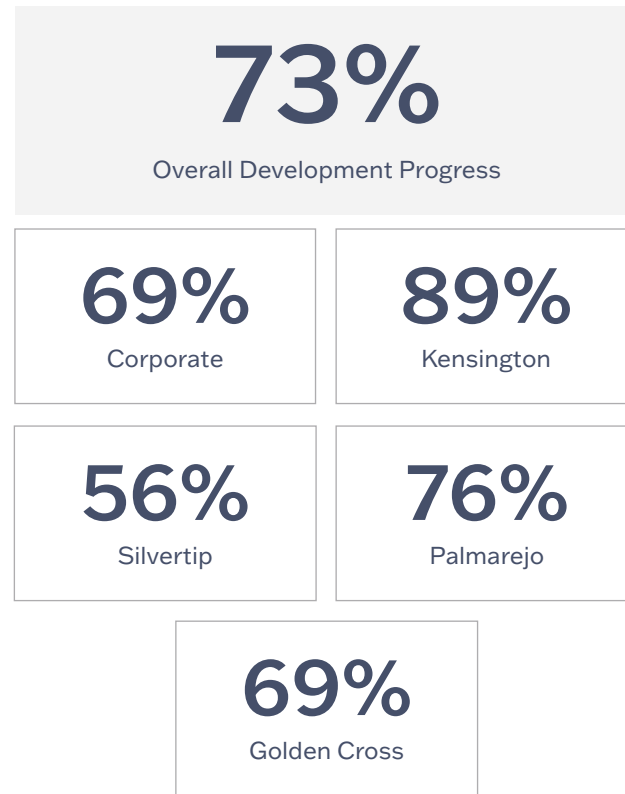 73%
Overall Development Progress
69%
Corporate
89%
Kensington
56%
Silvertip
76%
Palmarejo
69%
Golden Cross